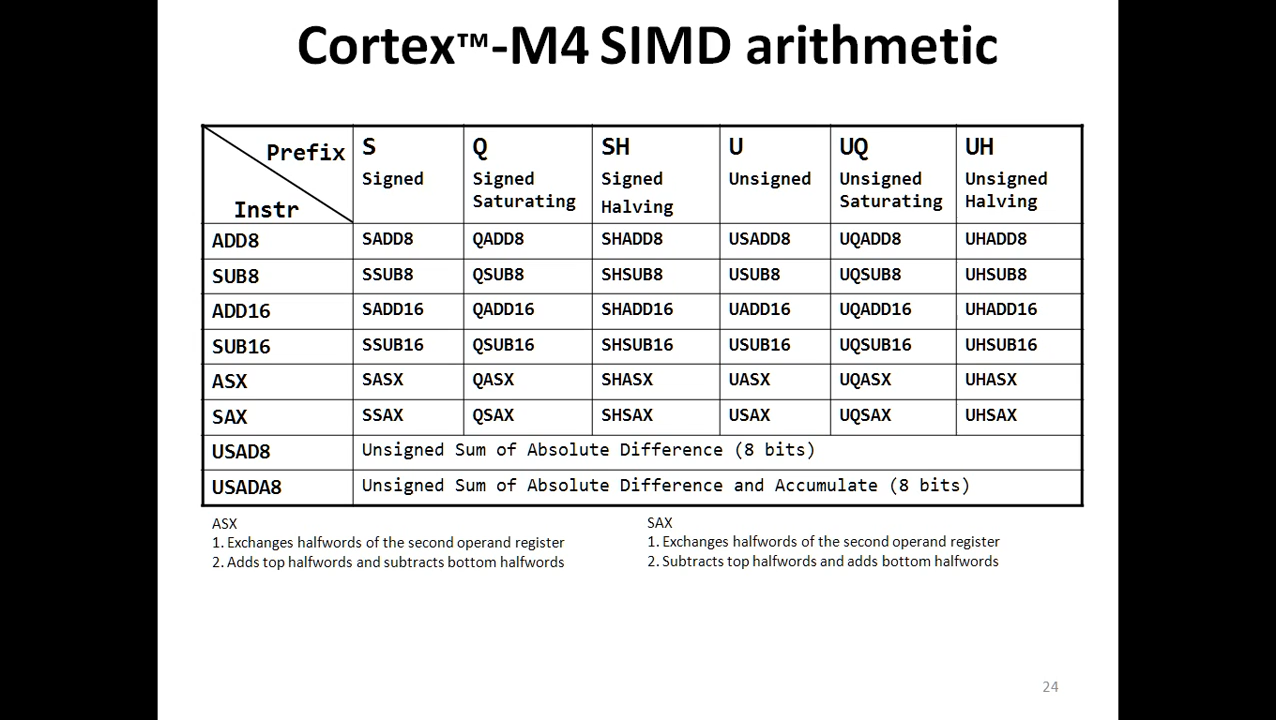 Cortex™-M4 SIMD arithmetic
Prefix
Instr
S
Signed
Q
Signed
Saturating
SH
Signed
Halving
U
Unsigned
UQ
Unsigned
Saturating
UH
Unsigned
Halving
ADD8 SADD8 QADD8 SHADD8 USADD8 UQADD8 UHADD8
SUB8 SSUB8 QSUB8 SHSUB8 USUB8 UQSUB8 UHSUB8
ADD16 SADD16 QADD16 SHADD16 UADD16 UQADD16 UHADD16
SUB16 SSUB16 QSUB16 SHSUB16 USUB16 UQSUB16 UHSUB16
ASX SASX QASX SHASX UASX UQASX UHASX
SAX SSAX QSAX SHSAX USAX UQSAX UHSAX
USAD8 Unsigned Sum of Absolute Difference (8 bits)
USADA8 Unsigned Sum of Absolute Difference and Accumulate (8 bits)
ASX
1. Exchanges halfwords of the second operand register
2. Adds top halfwords and subtracts bottom halfwords
SAX
1. Exchanges halfwords of the second operand register
2. Subtracts top halfwords and adds bottom halfwords
24